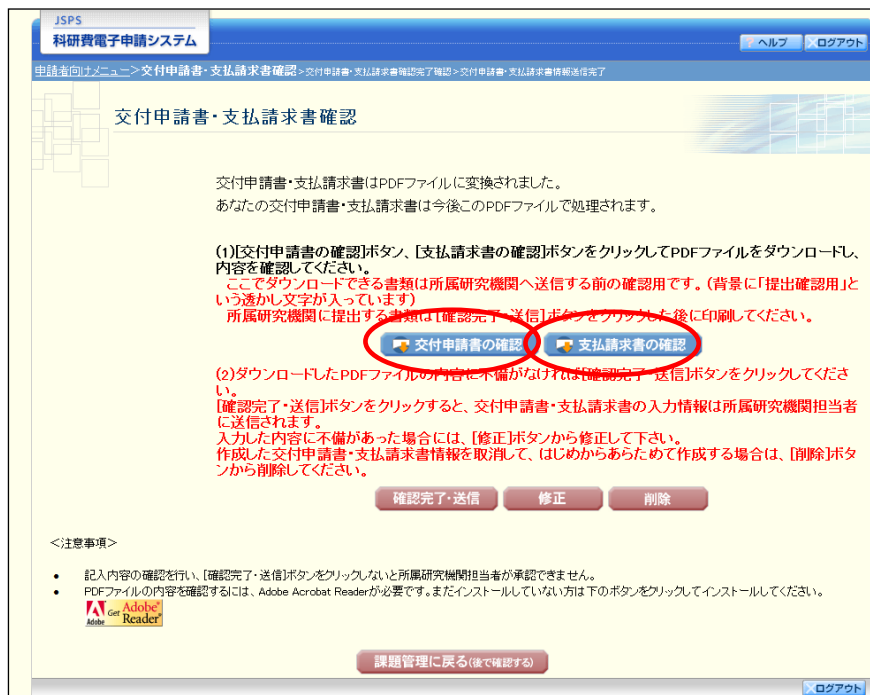 JSPS
科研費電子申請システム
ヘルプ
ログアウト
申請者向けメニュー>交付申請書・支払請求書確認>交付申請書・支払請求書確認完了確認>交付申請書・支払請求書情報送信完了
交付申請書・支払請求書確認
交付申請書・支払請求書はPDFファイルに変換されました。
あなたの交付申請書・支払請求書は今後このPDFファイルで処理されます。
(1)[交付申請書の確認]ボタン、[支払請求書の確認]ボタンをクリックしてPDFファイルをダウンロードし、
内容を確認してください。
ここでダウンロードできる書類は所属研究機関へ送信する前の確認用です。(背景に「提出確認用」と
いう透かし文字が入っています)
所属研究機関に提出する書類は[確認完了・送信]ボタンをクリックした後に印刷してください。
交付申請書の確認
支払請求書の確認
(2)ダウンロードしたPDFファイルの内容に不備がなければ[確認完了・送信]ボタンをクリックしてくださ
い。
[確認完了・送信]ボタンをクリックすると、交付申請書・支払請求書の入力情報は所属研究機関担当者
に送信されます。
入力した内容に不備があった場合には、[修正]ボタンから修正して下さい。
作成した交付申請書・支払請求書情報を取消して、はじめからあらためて作成する場合は、[削除]ボタ
ンから削除してください。
確認完了・送信
修正
削除
<注意事項>
• 記入内容の確認を行い、[確認完了・送信]ボタンをクリックしないと所属研究機関担当者が承認できません。
• PDFファイルの内容を確認するには、Adobe Acrobat Readerが必要です。まだインストールしていない方は下のボタンをクリックしてインストールしてください。
Adobe Get Adobe® Reader®
課題管理に戻る(後で確認する)
ログアウト